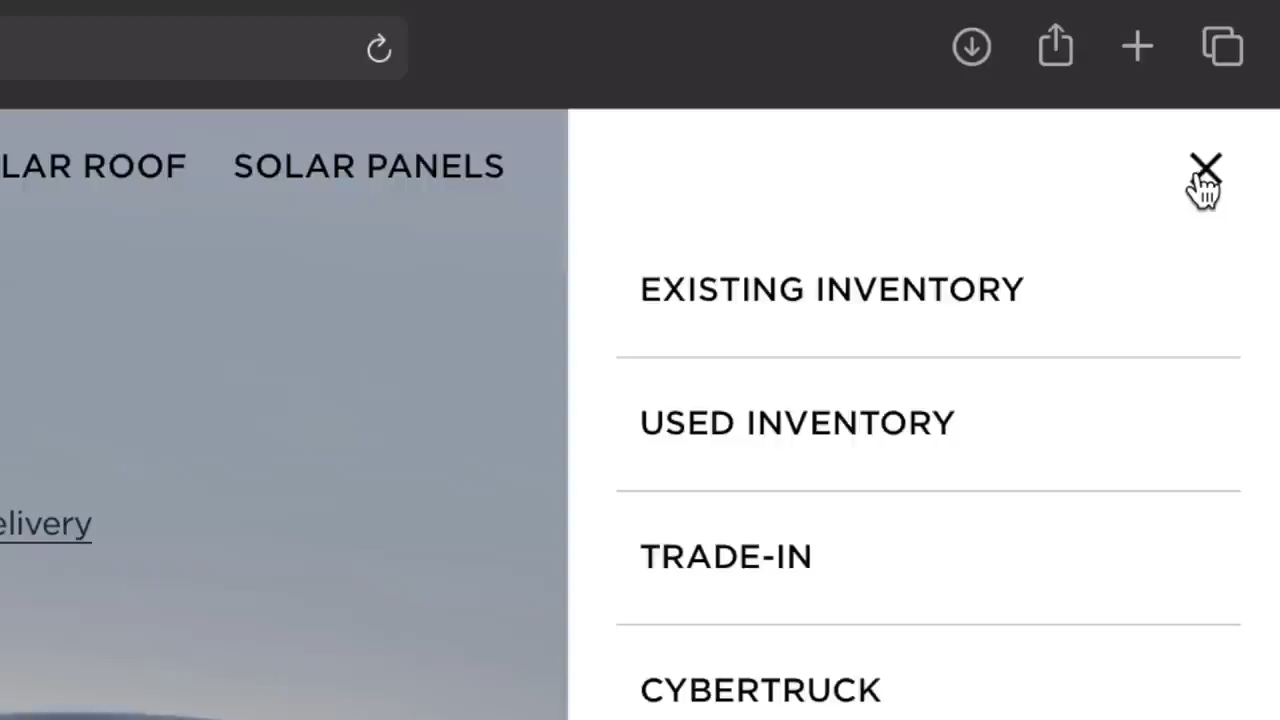 LAR ROOF SOLAR PANELS
EXISTING INVENTORY
USED INVENTORY
elivery
TRADE-IN
CYBERTRUCK